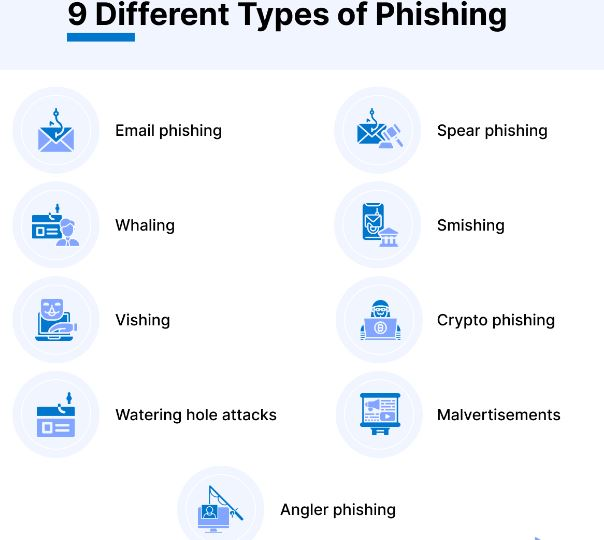 9 Different Types of Phishing
Email phishing
Spear phishing
Whaling
Smishing
Vishing
Crypto phishing
Watering hole attacks
Malvertisements
Angler phishing